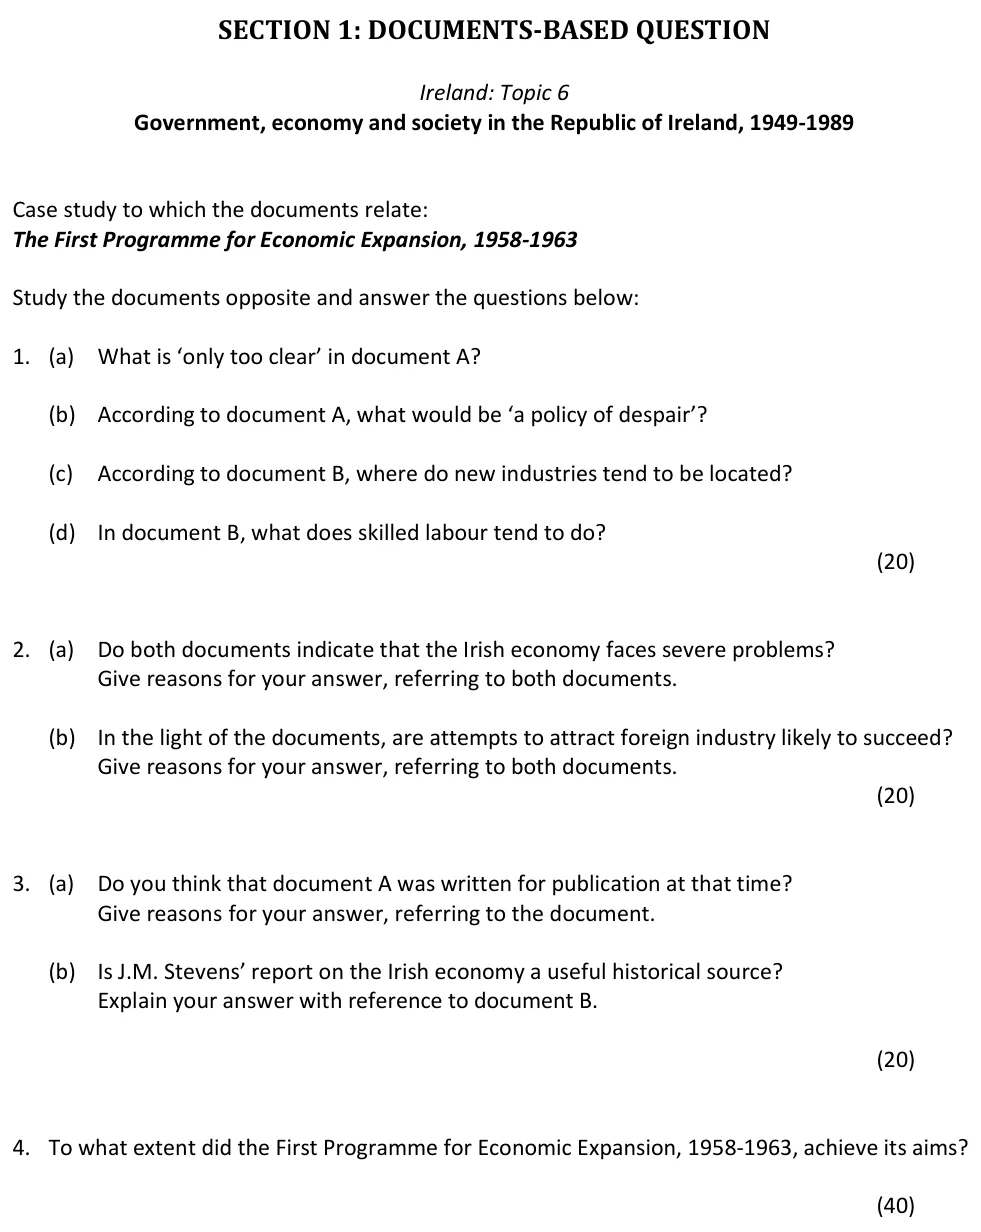 SECTION 1: DOCUMENTS-BASED QUESTION
Ireland: Topic 6
Government, economy and society in the Republic of Ireland, 1949-1989
Case study to which the documents relate:
The First Programme for Economic Expansion, 1958-1963
Study the documents opposite and answer the questions below:
1. (a) What is ‘only too clear’ in document A?
(b) According to document A, what would be ‘a policy of despair’?
(c) According to document B, where do new industries tend to be located?
(d) In document B, what does skilled labour tend to do?
(20)
2. (a) Do both documents indicate that the Irish economy faces severe problems?
Give reasons for your answer, referring to both documents.
(b) In the light of the documents, are attempts to attract foreign industry likely to succeed?
Give reasons for your answer, referring to both documents.
(20)
3. (a) Do you think that document A was written for publication at that time?
Give reasons for your answer, referring to the document.
(b) Is J.M. Stevens’ report on the Irish economy a useful historical source?
Explain your answer with reference to document B.
(20)
4. To what extent did the First Programme for Economic Expansion, 1958-1963, achieve its aims?
(40)